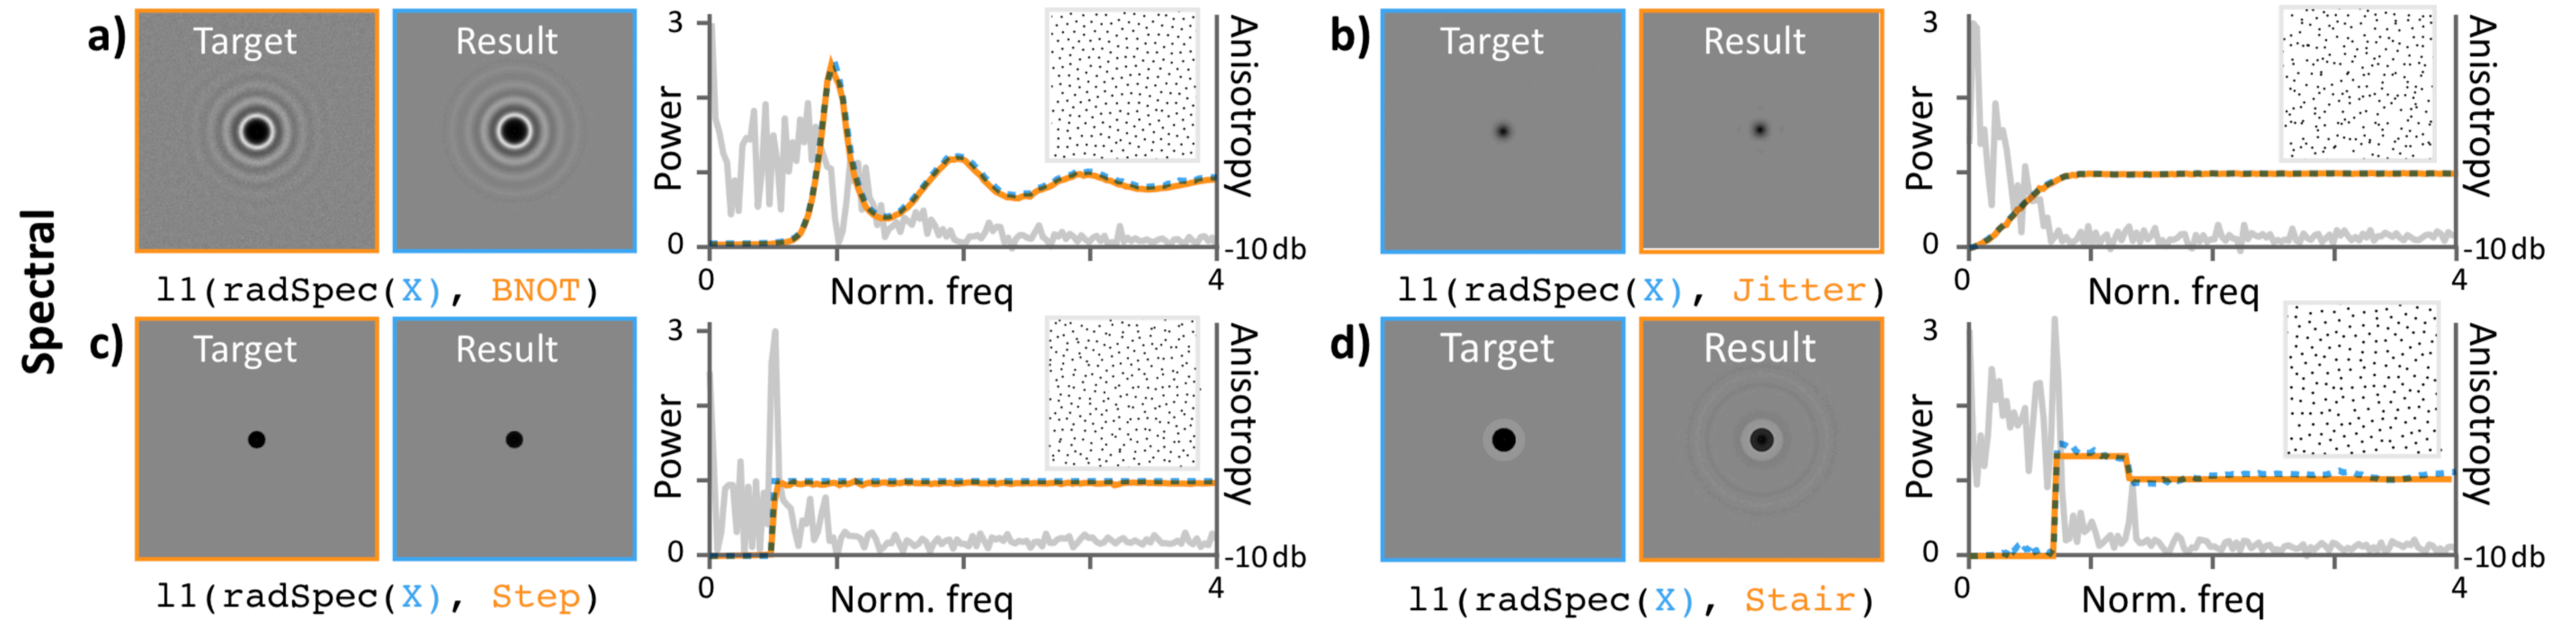 Spectral
a)
Target
Result
3
Power
0
0
4
Norm. freq
Anisotropy
-10 db
l1(radSpec(X), BNOT)
b)
Target
Result
3
Power
0
0
4
Norn. freq
Anisotropy
-10 db
l1(radSpec(X), Jitter)
c)
Target
Result
3
Power
0
0
4
Norm. freq
Anisotropy
-10 db
l1(radSpec(X), Step)
d)
Target
Result
3
Power
0
0
4
Norm. freq
Anisotropy
-10 db
l1(radSpec(X), Stair)